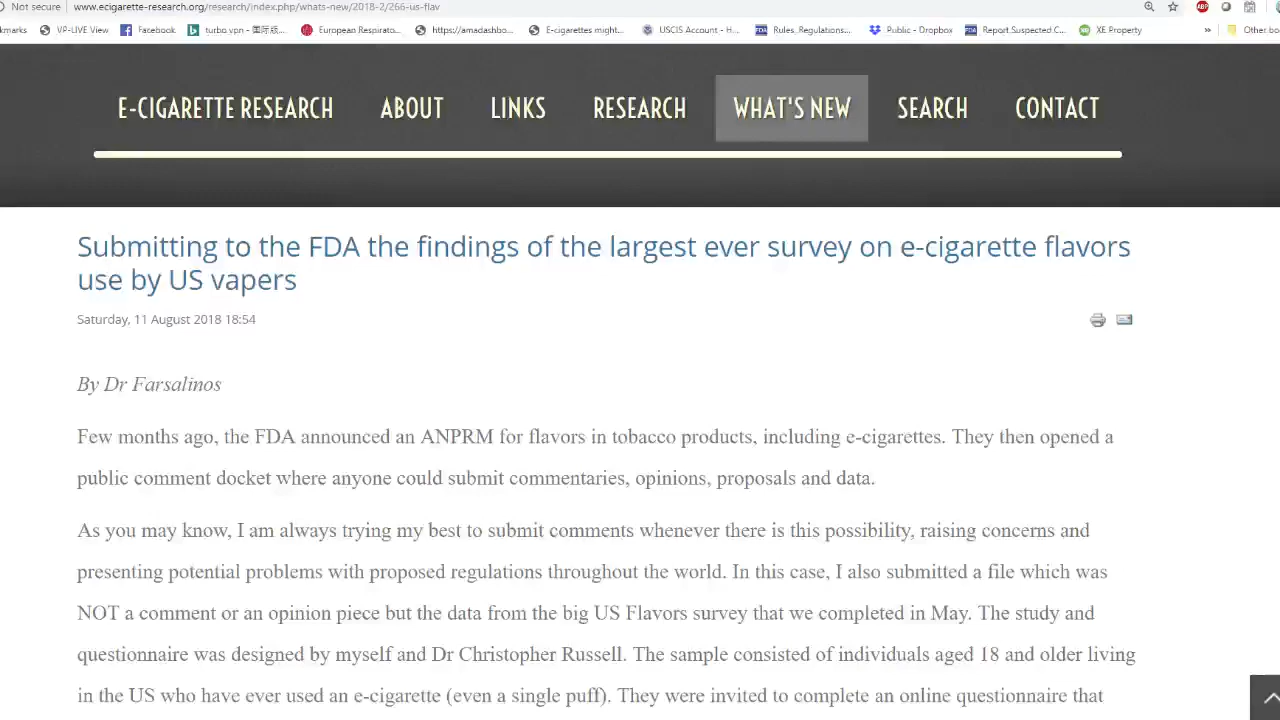 Not secure www.ecigarette-research.org/research/index.php/whats-new/2018-2/266-us-flav
marks VP-LIVE View Facebook turbo vpn - 国际版... European Respirato... https://amadashbo... E-cigarettes might... USCIS Account - H... Rules, Regulations... Public - Dropbox Report Suspected C... XE Property » Other bo
E-CIGARETTE RESEARCH ABOUT LINKS RESEARCH WHAT'S NEW SEARCH CONTACT
Submitting to the FDA the findings of the largest ever survey on e-cigarette flavors
use by US vapers
Saturday, 11 August 2018 18:54
By Dr Farsalinos
Few months ago, the FDA announced an ANPRM for flavors in tobacco products, including e-cigarettes. They then opened a
public comment docket where anyone could submit commentaries, opinions, proposals and data.
As you may know, I am always trying my best to submit comments whenever there is this possibility, raising concerns and
presenting potential problems with proposed regulations throughout the world. In this case, I also submitted a file which was
NOT a comment or an opinion piece but the data from the big US Flavors survey that we completed in May. The study and
questionnaire was designed by myself and Dr Christopher Russell. The sample consisted of individuals aged 18 and older living
in the US who have ever used an e-cigarette (even a single puff). They were invited to complete an online questionnaire that